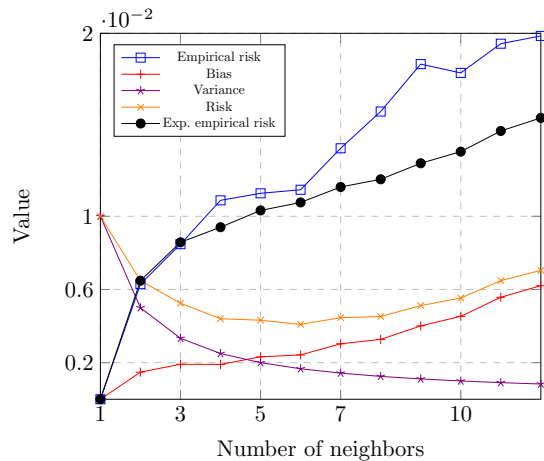 ·10⁻²
2
Empirical risk
Bias
Variance
Risk
Exp. empirical risk
Value
1
0.6
0.2
1 3 5 7 10
Number of neighbors